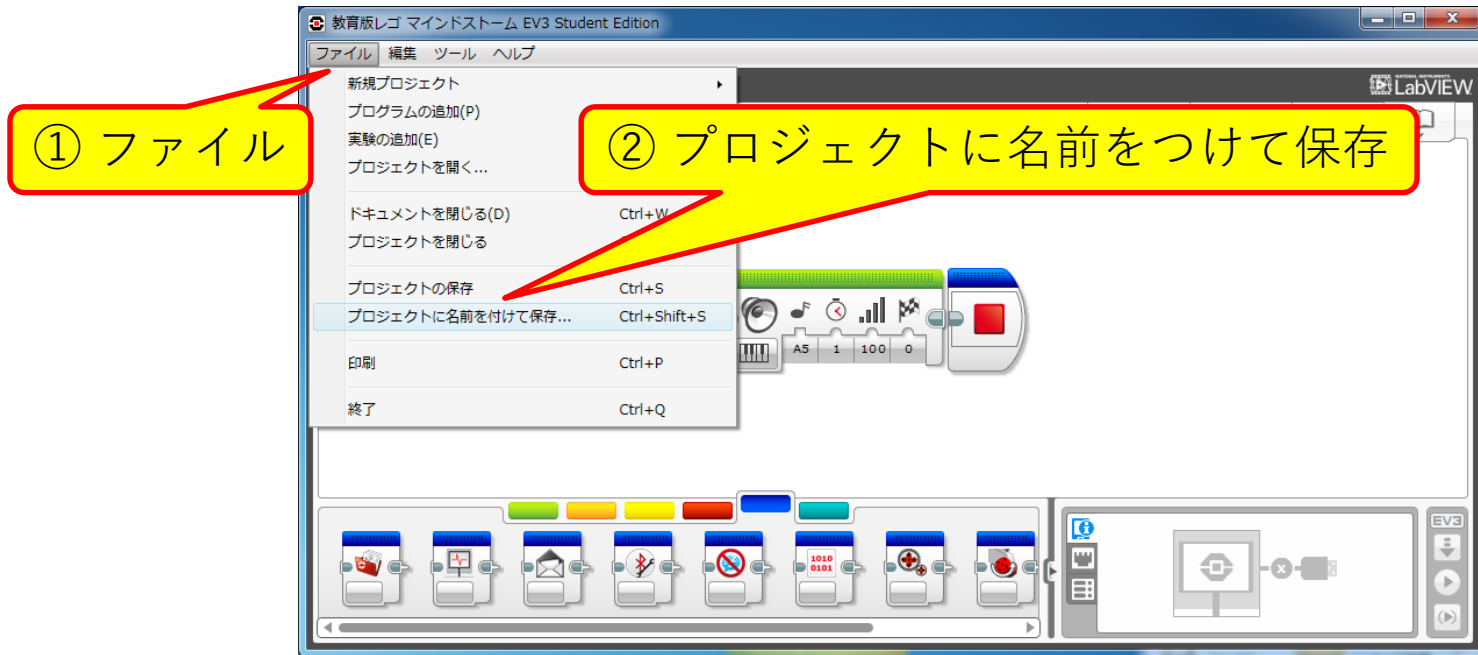 教育版レゴ マインドストーム EV3 Student Edition
ファイル 編集 ツール ヘルプ
新規プロジェクト
NATIONAL INSTRUMENTS
LabVIEW
プログラムの追加(P)
① ファイル
② プロジェクトに名前をつけて保存
実験の追加(E)
プロジェクトを開く...
ドキュメントを閉じる(D) Ctrl+W
プロジェクトを閉じる
プロジェクトの保存 Ctrl+S
プロジェクトに名前を付けて保存... Ctrl+Shift+S
印刷 Ctrl+P
終了 Ctrl+Q
A5 1 100 0
1010
0101
EV3